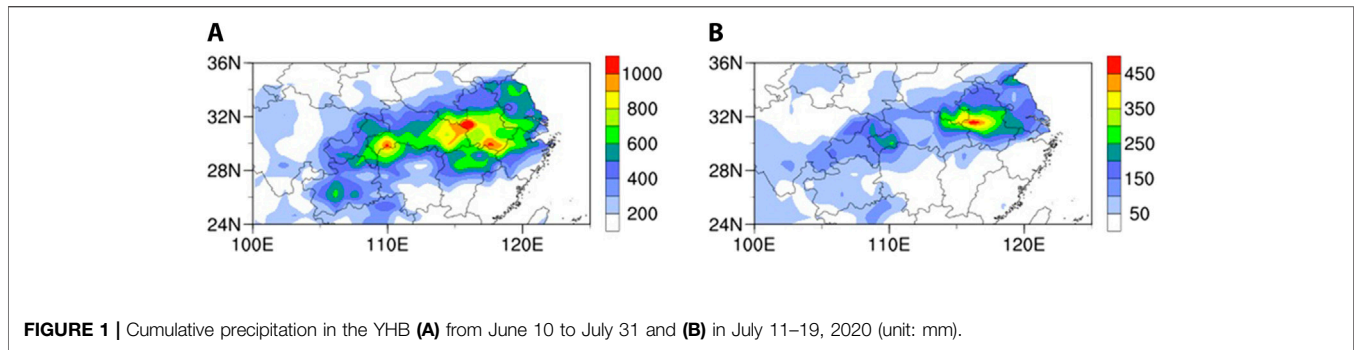 A
B
36N
32N
28N
24N
100E
110E
120E
1000
800
600
400
200
36N
32N
28N
24N
100E
110E
120E
450
350
250
150
50
FIGURE 1 | Cumulative precipitation in the YHB (A) from June 10 to July 31 and (B) in July 11–19, 2020 (unit: mm).